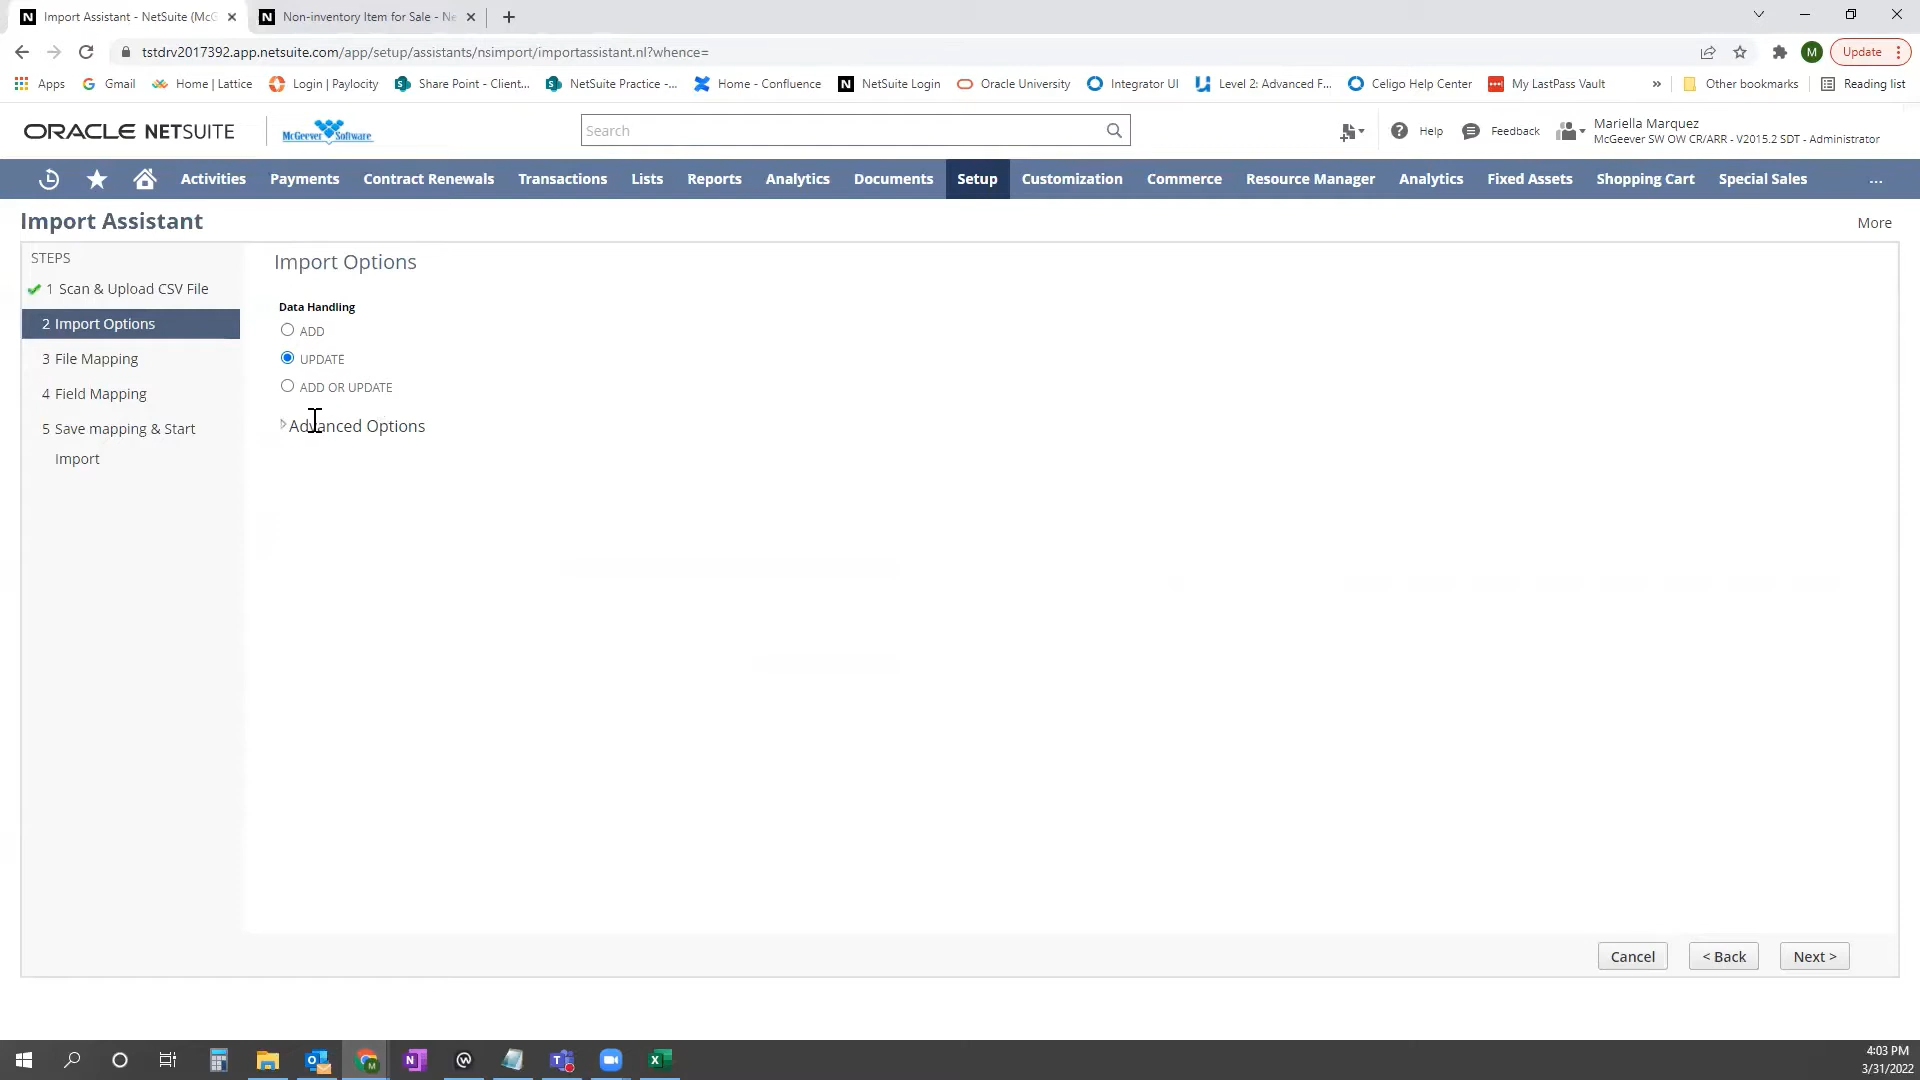 Import Assistant - NetSuite (McG
Non-inventory Item for Sale - Ne
tstdrv2017392.app.netsuite.com/app/setup/assistants/nsimport/importassistant.nl?whence=
M
Update
Apps
Gmail
Home | Lattice
Login | Paylocity
Share Point - Client...
NetSuite Practice -...
Home - Confluence
NetSuite Login
Oracle University
Integrator UI
Level 2: Advanced F...
Celigo Help Center
My LastPass Vault
»
Other bookmarks
Reading list
ORACLE NETSUITE
McGeever Software
Search
Help
Feedback
Mariella Marquez
McGeever SW OW CR/ARR - V2015.2 SDT - Administrator
Activities
Payments
Contract Renewals
Transactions
Lists
Reports
Analytics
Documents
Setup
Customization
Commerce
Resource Manager
Analytics
Fixed Assets
Shopping Cart
Special Sales
...
Import Assistant
More
STEPS
1 Scan & Upload CSV File
2 Import Options
3 File Mapping
4 Field Mapping
5 Save mapping & Start
Import
Import Options
Data Handling
ADD
UPDATE
ADD OR UPDATE
Advanced Options
Cancel
< Back
Next >
4:03 PM
3/31/2022